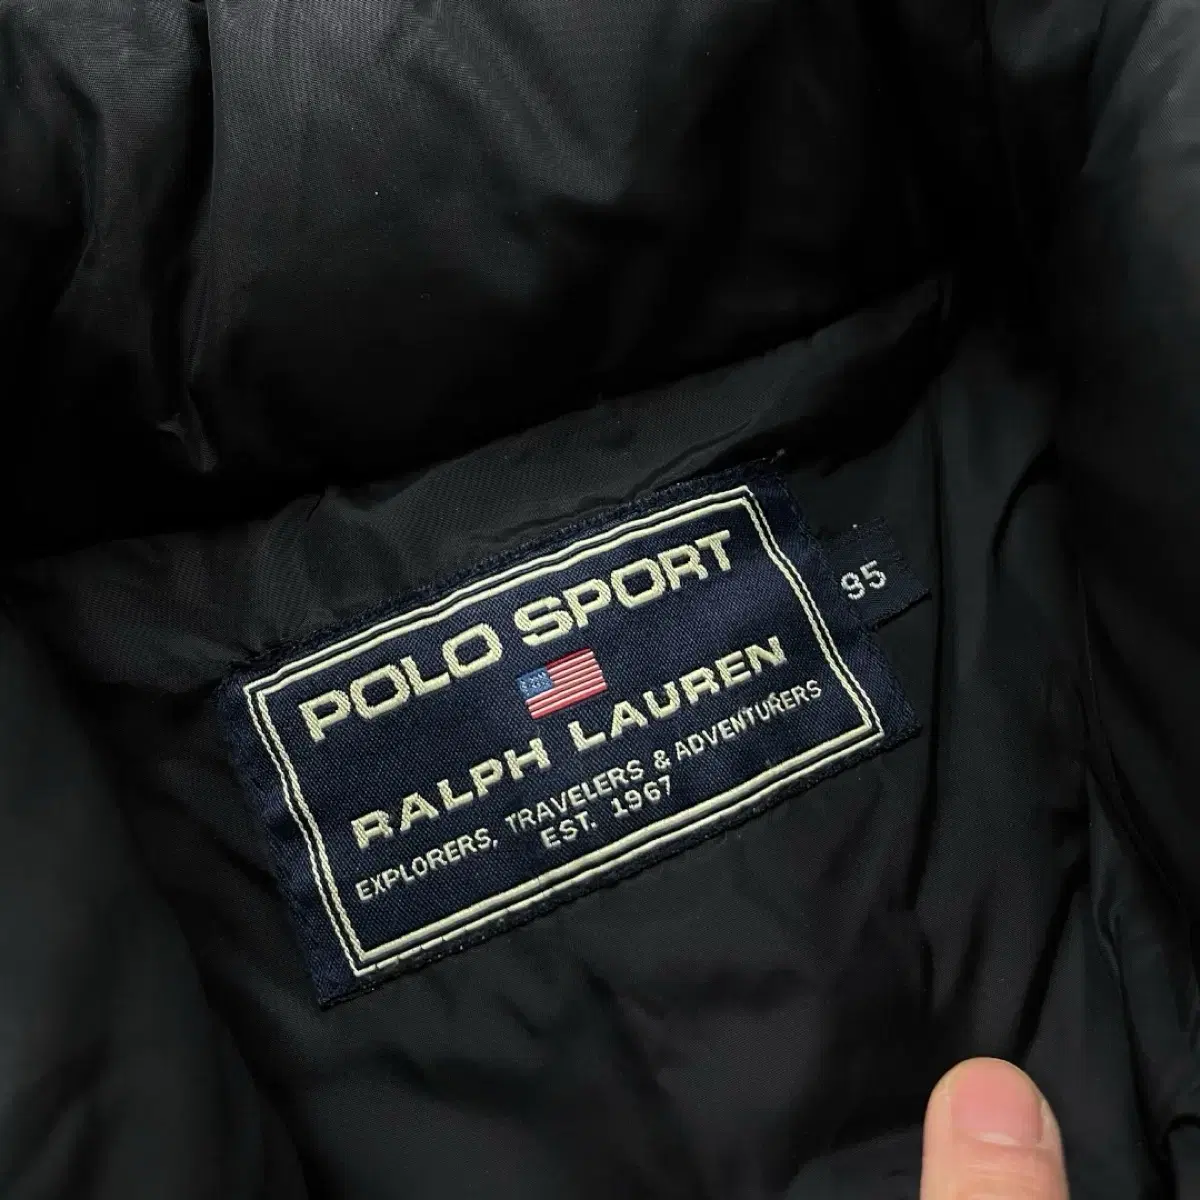 POLO SPORT
RALPH LAUREN
EXPLORERS, TRAVELERS & ADVENTURERS
EST. 1967
95